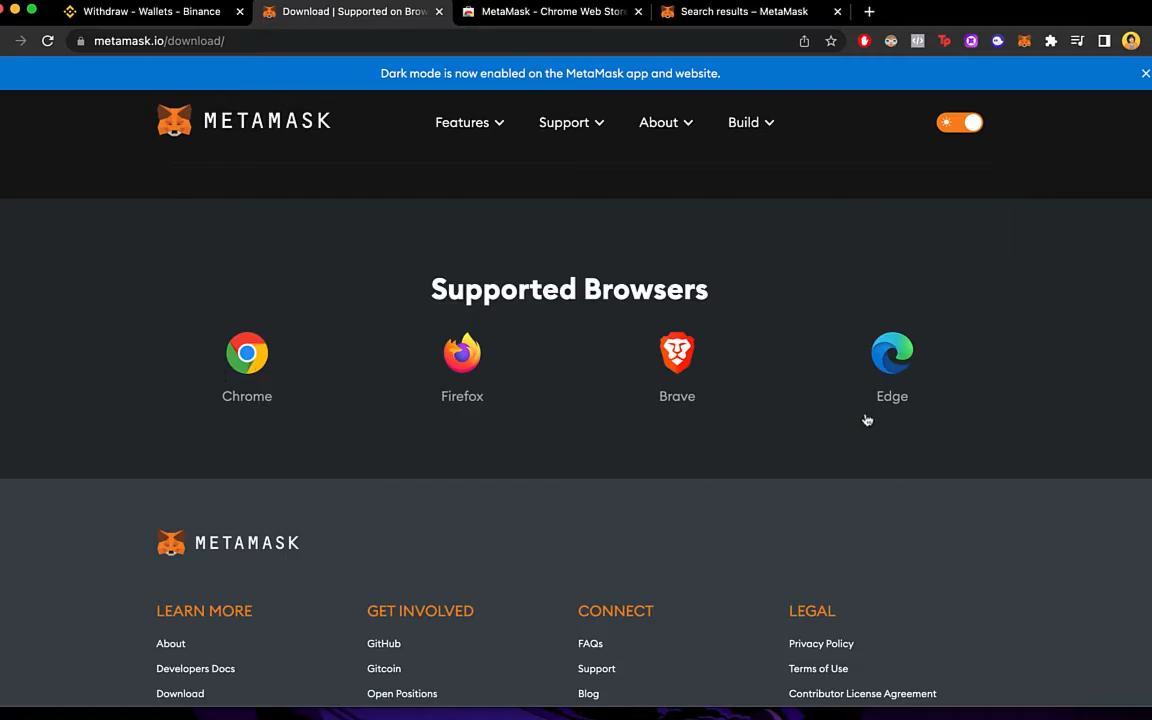 Withdraw - Wallets - Binance
Download | Supported on Brow
MetaMask - Chrome Web Stor
Search results – MetaMask
metamask.io/download/
Tp
Dark mode is now enabled on the MetaMask app and website.
METAMASK
Features
Support
About
Build
Supported Browsers
Chrome
Firefox
Brave
Edge
METAMASK
LEARN MORE
GET INVOLVED
CONNECT
LEGAL
About
GitHub
FAQs
Privacy Policy
Developers Docs
Gitcoin
Support
Terms of Use
Download
Open Positions
Blog
Contributor License Agreement